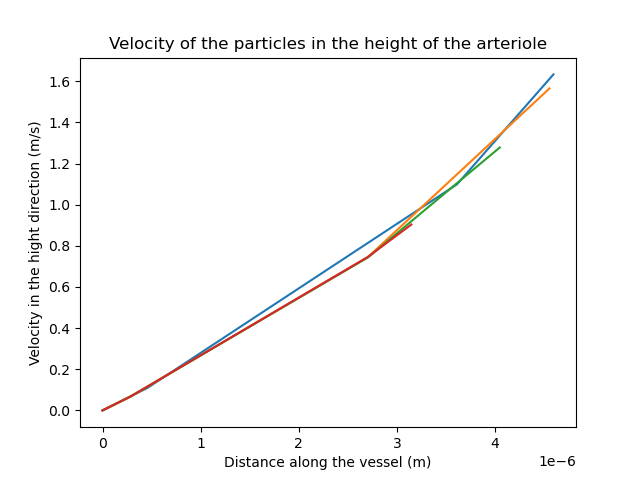 Velocity of the particles in the height of the arteriole
Velocity in the hight direction (m/s)
1.6
1.4
1.2
1.0
0.8
0.6
0.4
0.2
0.0
0 1 2 3 4
1e−6
Distance along the vessel (m)